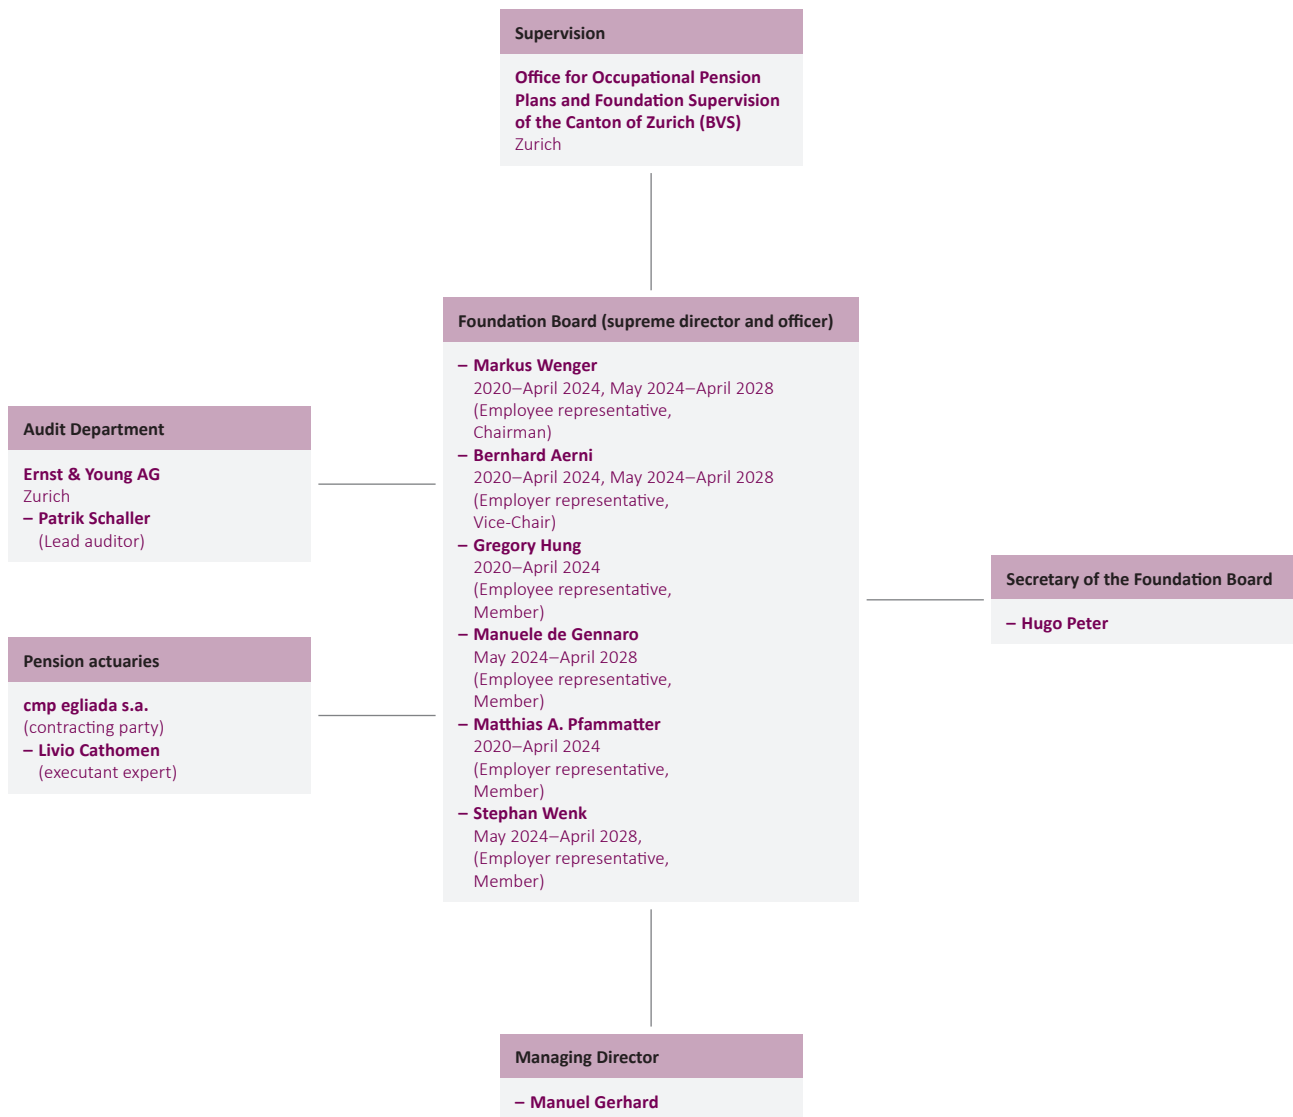 Supervision
Office for Occupational Pension
Plans and Foundation Supervision
of the Canton of Zurich (BVS)
Zurich
Foundation Board (supreme director and officer)
– Markus Wenger
2020–April 2024, May 2024–April 2028
(Employee representative,
Chairman)
– Bernhard Aerni
2020–April 2024, May 2024–April 2028
(Employer representative,
Vice-Chair)
– Gregory Hung
2020–April 2024
(Employee representative,
Member)
– Manuele de Gennaro
May 2024–April 2028
(Employee representative,
Member)
– Matthias A. Pfammatter
2020–April 2024
(Employer representative,
Member)
– Stephan Wenk
May 2024–April 2028,
(Employer representative,
Member)
Audit Department
Ernst & Young AG
Zurich
– Patrik Schaller
(Lead auditor)
Pension actuaries
cmp egliada s.a.
(contracting party)
– Livio Cathomen
(executant expert)
Secretary of the Foundation Board
– Hugo Peter
Managing Director
– Manuel Gerhard